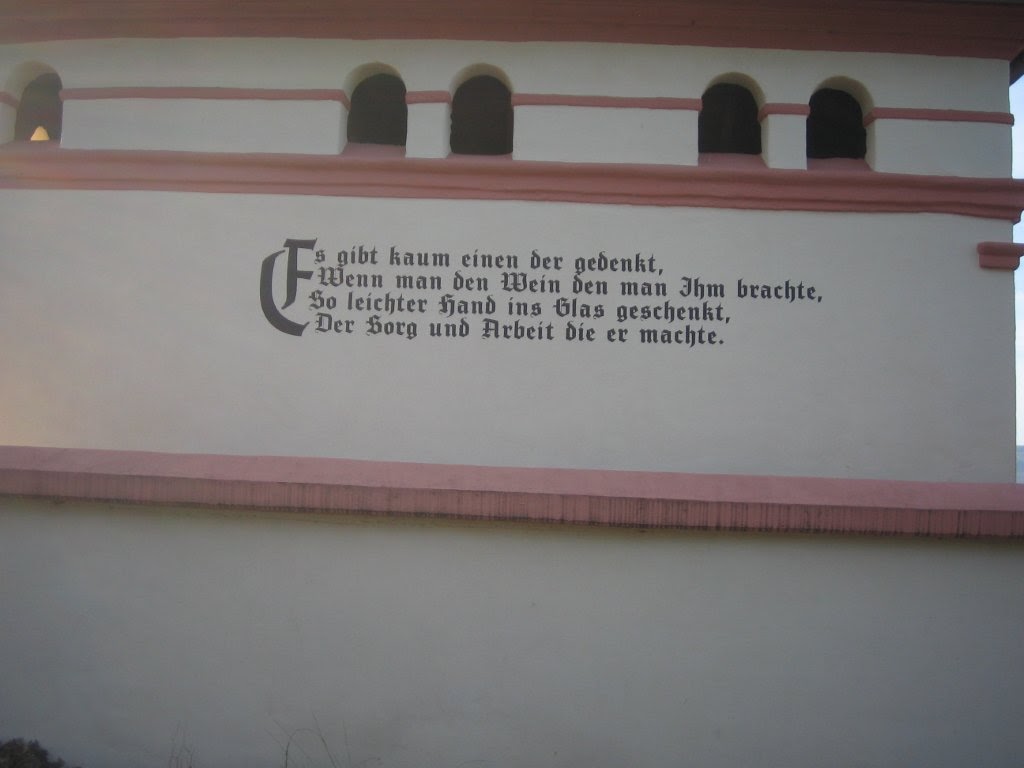 Es gibt kaum einen der gedenkt,
Wenn man den Wein den man Ihm brachte,
So leichter Hand ins Glas geschenkt,
Der Sorg und Arbeit die er machte.